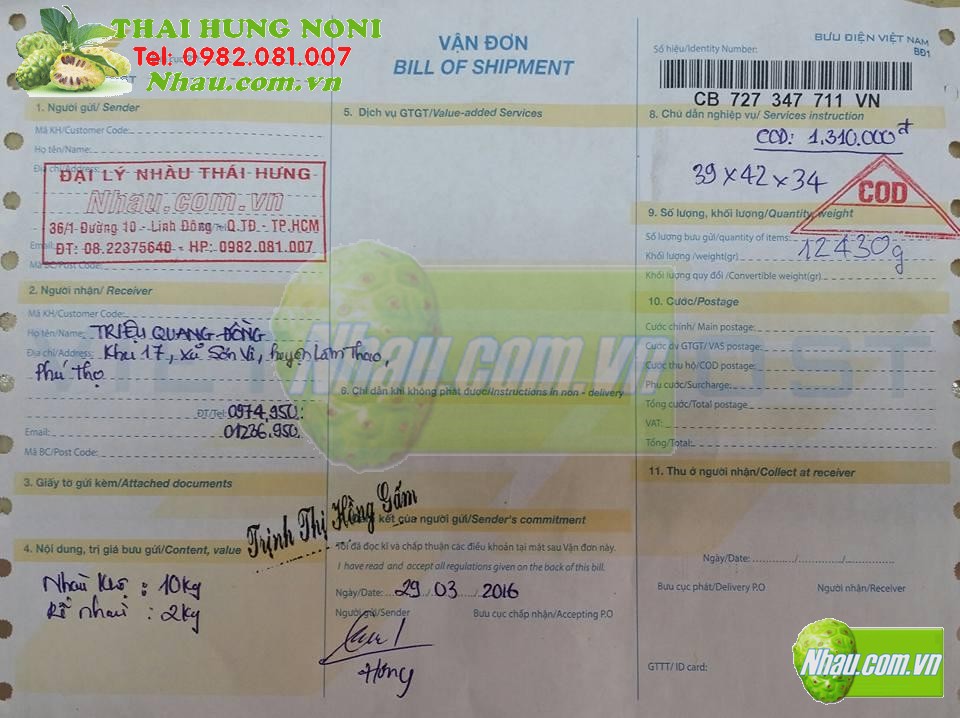 THAI HUNG NONI
Tel: 0982.081.007
Nhau.com.vn
VẬN ĐƠN
BILL OF SHIPMENT
BƯU ĐIỆN VIỆT NAM
BĐ1
Số hiệu/Identity Number:
CB 727 347 711 VN
1. Người gửi/ Sender
Mã KH/Customer Code:
Họ tên/Name:
Địa chỉ/Address:
ĐẠI LÝ NHÀU THÁI HƯNG
Nhau.com.vn
36/1 Đường 10 - Linh Đông - Q.TĐ - TP.HCM
ĐT: 08.22375640 - HP: 0982.081.007
Email:
Mã BC/Post Code:
2. Người nhận/ Receiver
Mã KH/Customer Code:
Họ tên/Name: TRIỆU QUANG ĐỒNG
Địa chỉ/Address: Khu 17, xã Sơn Vi, huyện Lâm Thao,
Phú Thọ
ĐT/Tel: 0974.950.
Email: 01236.950.
Mã BC/Post Code:
3. Giấy tờ gửi kèm/Attached documents
4. Nội dung, trị giá bưu gửi/Content, value
Nhàu khô : 10kg
Rễ nhàu : 2kg
5. Dịch vụ GTGT/Value-added Services
Nhau.com.vn
6. Chỉ dẫn khi không phát được/Instructions in non - delivery
Trịnh Thị Hồng Gấm
kết của người gửi/Sender's commitment
Tôi đã đọc kĩ và chấp thuận các điều khoản tại mặt sau Vận đơn này.
I have read and accept all regulations given on the back of this bill.
Ngày/Date: 29/03/2016
Người gửi/Sender Bưu cục chấp nhận/Accepting P.O
Hồng
8. Chú dẫn nghiệp vụ/ Services instruction
COD: 1.310.000đ
39 x 42 x 34
COD
9. Số lượng, khối lượng/Quantity, weight
Số lượng bưu gửi/quantity of items:
Khối lượng /weight(gr) 12430g
Khối lượng quy đổi /Convertible weight(gr)
10. Cước/Postage
Cước chính/ Main postage:
Cước dv GTGT/ VAS postage:
Cước thu hộ/COD postage:
Phụ cước/Surcharge:
Tổng cước/Total postage
VAT:
Tổng/Total:
11. Thu ở người nhận/Collect at receiver
Ngày/Date: ......./......./.......
Bưu cục phát/Delivery P.O Người nhận/Receiver
GTTT/ ID card:
Nhau.com.vn